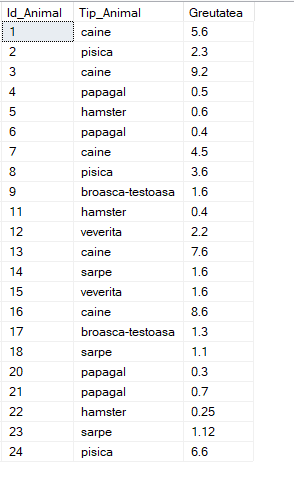 Id_Animal Tip_Animal Greutatea
1 caine 5.6
2 pisica 2.3
3 caine 9.2
4 papagal 0.5
5 hamster 0.6
6 papagal 0.4
7 caine 4.5
8 pisica 3.6
9 broasca-testoasa 1.6
11 hamster 0.4
12 veverita 2.2
13 caine 7.6
14 sarpe 1.6
15 veverita 1.6
16 caine 8.6
17 broasca-testoasa 1.3
18 sarpe 1.1
20 papagal 0.3
21 papagal 0.7
22 hamster 0.25
23 sarpe 1.12
24 pisica 6.6